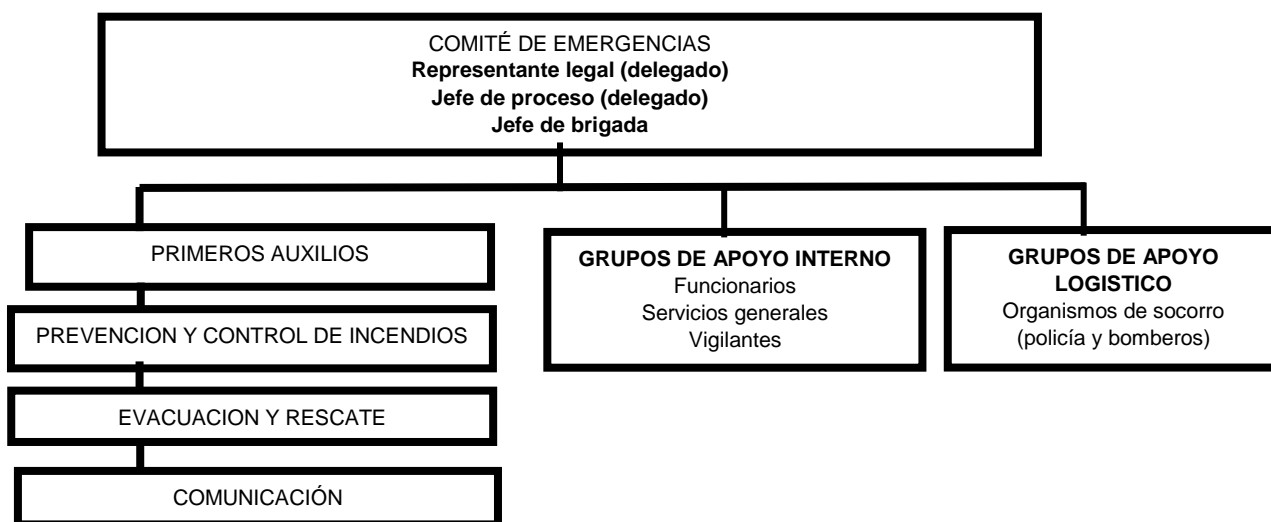 COMITÉ DE EMERGENCIAS
Representante legal (delegado)
Jefe de proceso (delegado)
Jefe de brigada
PRIMEROS AUXILIOS
PREVENCION Y CONTROL DE INCENDIOS
EVACUACION Y RESCATE
COMUNICACIÓN
GRUPOS DE APOYO INTERNO
Funcionarios
Servicios generales
Vigilantes
GRUPOS DE APOYO
LOGISTICO
Organismos de socorro
(policía y bomberos)